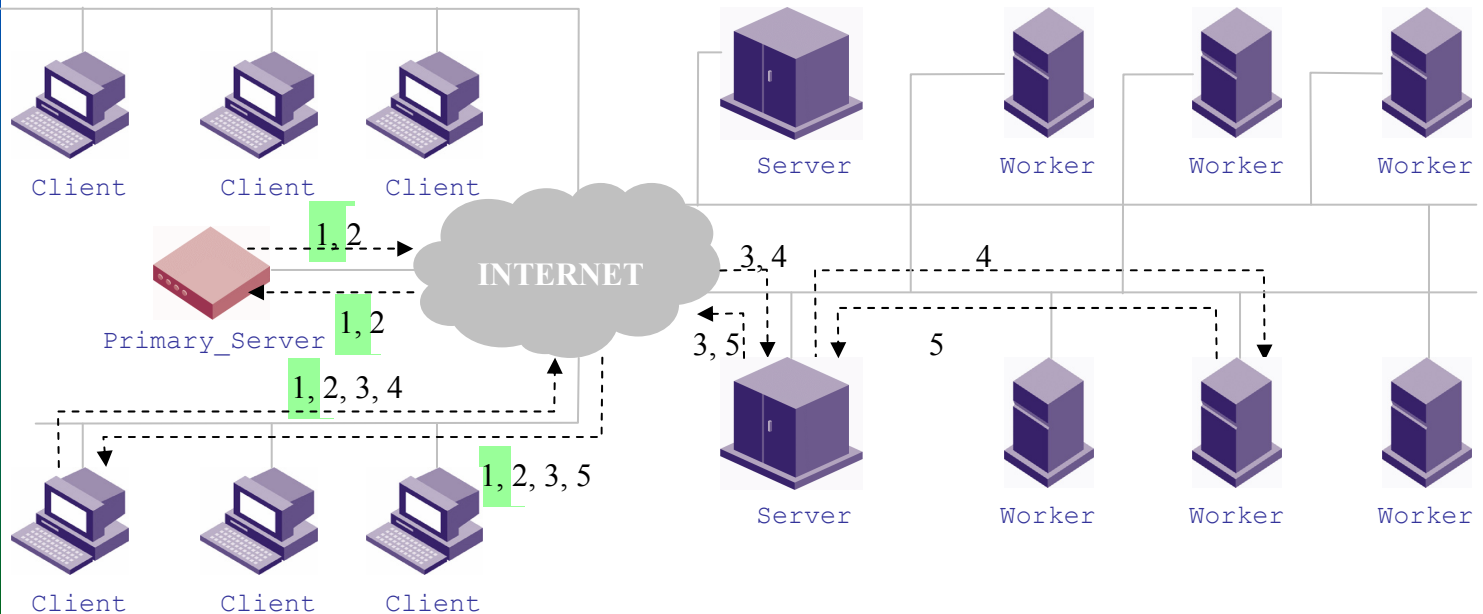 Client
Client
Client
Server
Worker
Worker
Worker
1, 2
INTERNET
3, 4
4
Primary_Server
1, 2
3, 5
5
1, 2, 3, 4
1, 2, 3, 5
Client
Client
Client
Server
Worker
Worker
Worker